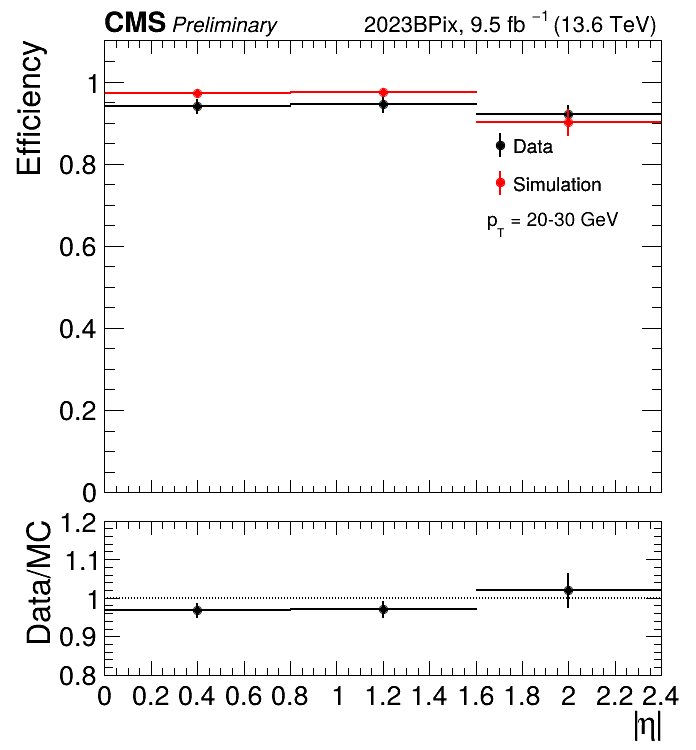 CMS Preliminary 2023BPix, 9.5 fb⁻¹ (13.6 TeV)
Efficiency
1
0.8
0.6
0.4
0.2
0
Data
Simulation
p_T = 20-30 GeV
Data/MC
1.2
1.1
1
0.9
0.8
0 0.2 0.4 0.6 0.8 1 1.2 1.4 1.6 1.8 2 2.2 2.4
|η|